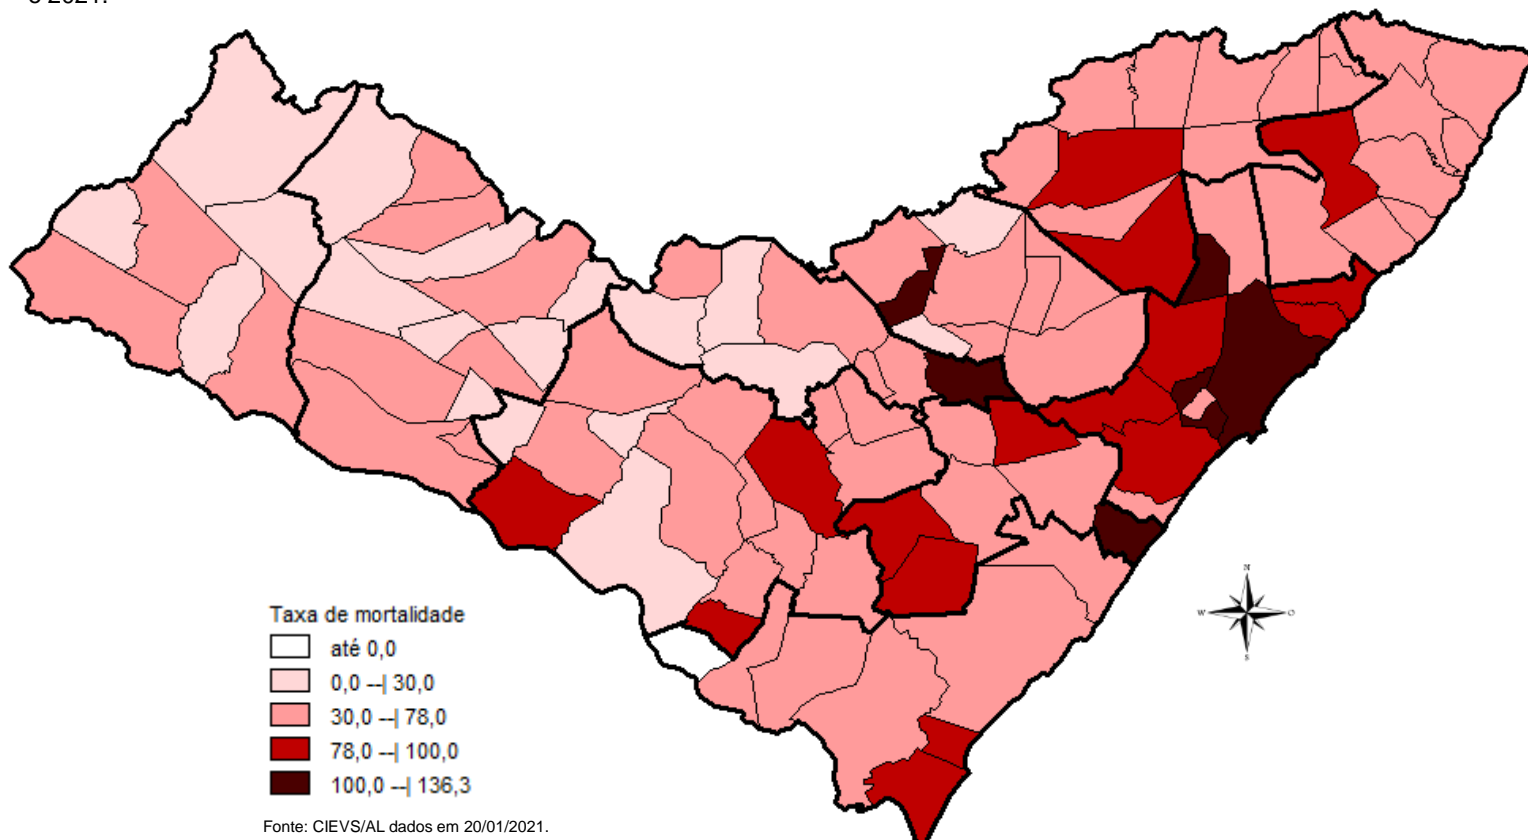 e 2021.
Taxa de mortalidade
até 0,0
0,0 --| 30,0
30,0 --| 78,0
78,0 --| 100,0
100,0 --| 136,3
Fonte: CIEVS/AL dados em 20/01/2021.
N
W
O
S